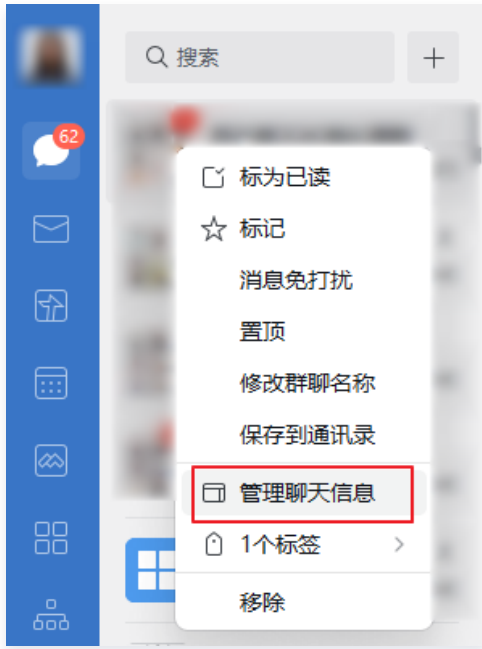 搜索
62
标为已读
标记
消息免打扰
置顶
修改群聊名称
保存到通讯录
管理聊天信息
1个标签
移除